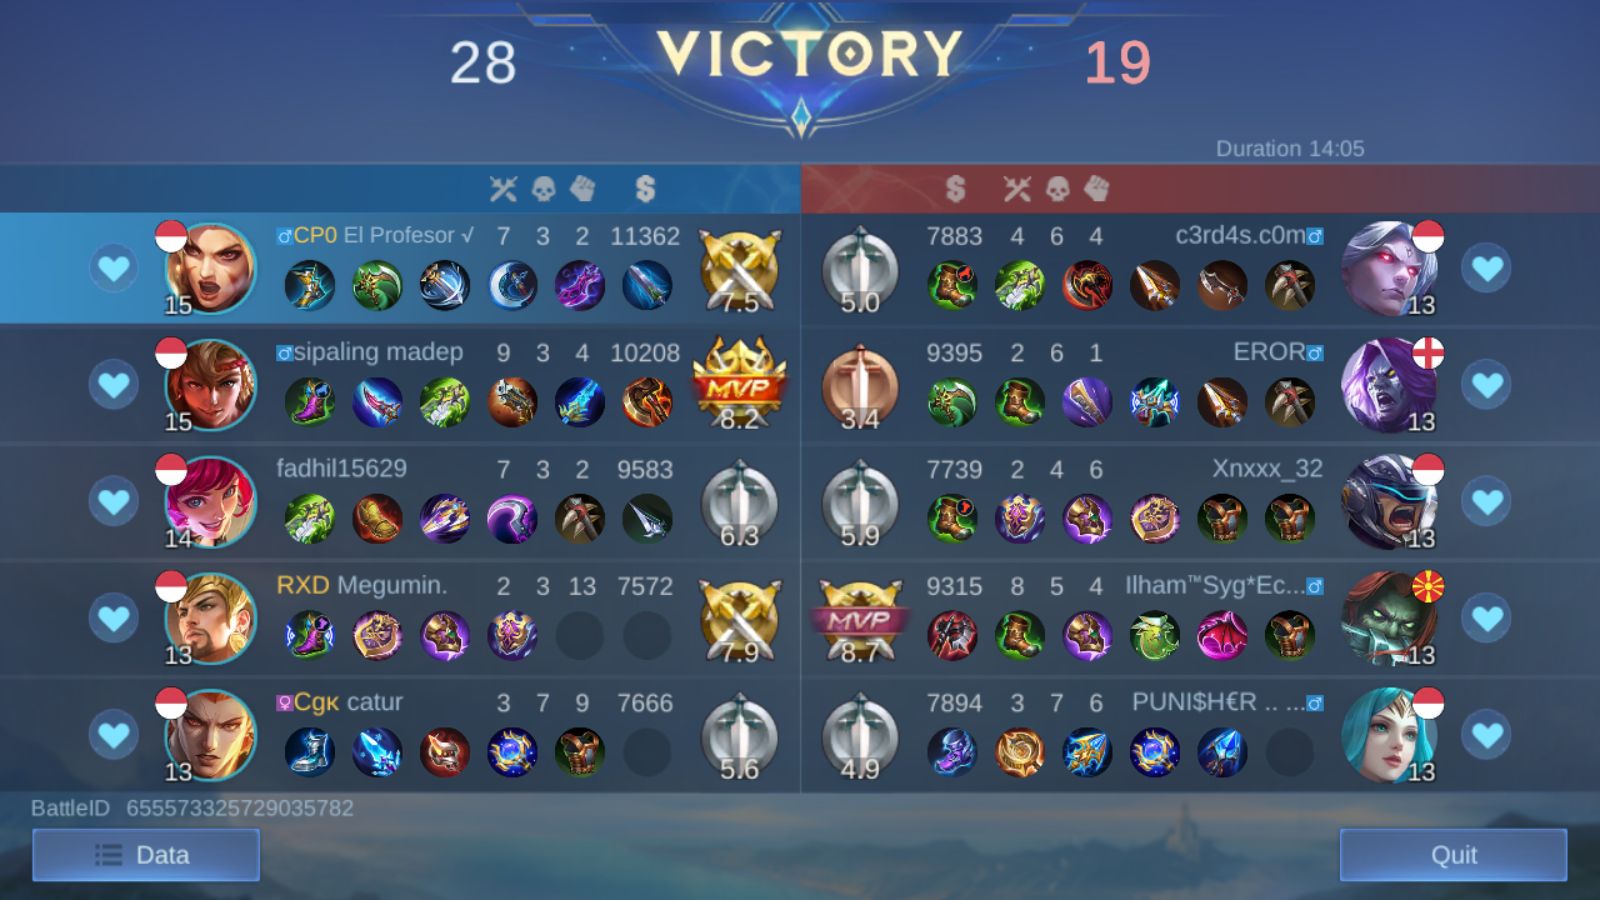 28 VICTORY 19
Duration 14:05
♂CP0 El Profesor √ 7 3 2 11362
15 7.5
5.0 7883 4 6 4 c3rd4s.c0m♂
13
♂sipaling madep 9 3 4 10208
15 MVP 8.2
3.4 9395 2 6 1 EROR♂
13
fadhil15629 7 3 2 9583
14 6.3
5.9 7739 2 4 6 Xnxxx_32
13
RXD Megumin. 2 3 13 7572
13 7.9
MVP 8.7 9315 8 5 4 Ilham™Syg*Ec...♂
13
♀Cgκ catur 3 7 9 7666
13 5.6
4.9 7894 3 7 6 PUNI$H€R .. ...♂
13
BattleID 655573325729035782
Data
Quit